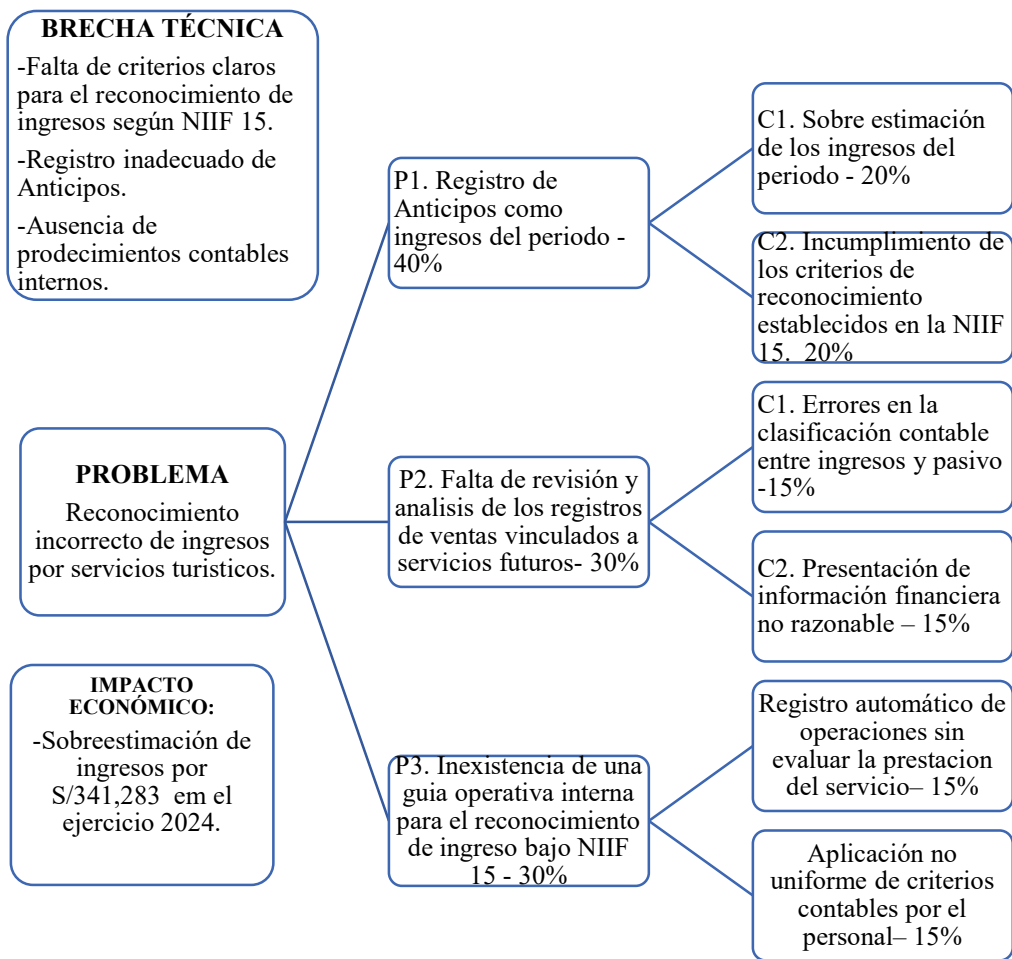 BRECHA TÉCNICA
-Falta de criterios claros
para el reconocimiento de
ingresos según NIIF 15.
-Registro inadecuado de
Anticipos.
-Ausencia de
prodecimientos contables
internos.
PROBLEMA
Reconocimiento
incorrecto de ingresos
por servicios turisticos.
IMPACTO
ECONÓMICO:
-Sobreestimación de
ingresos por
S/341,283 em el
ejercicio 2024.
P1. Registro de
Anticipos como
ingresos del periodo -
40%
P2. Falta de revisión y
analisis de los registros
de ventas vinculados a
servicios futuros- 30%
P3. Inexistencia de una
guia operativa interna
para el reconocimiento
de ingreso bajo NIIF
15 - 30%
C1. Sobre estimación
de los ingresos del
periodo - 20%
C2. Incumplimiento de
los criterios de
reconocimiento
establecidos en la NIIF
15. 20%
C1. Errores en la
clasificación contable
entre ingresos y pasivo
-15%
C2. Presentación de
información financiera
no razonable – 15%
Registro automático de
operaciones sin
evaluar la prestacion
del servicio– 15%
Aplicación no
uniforme de criterios
contables por el
personal– 15%